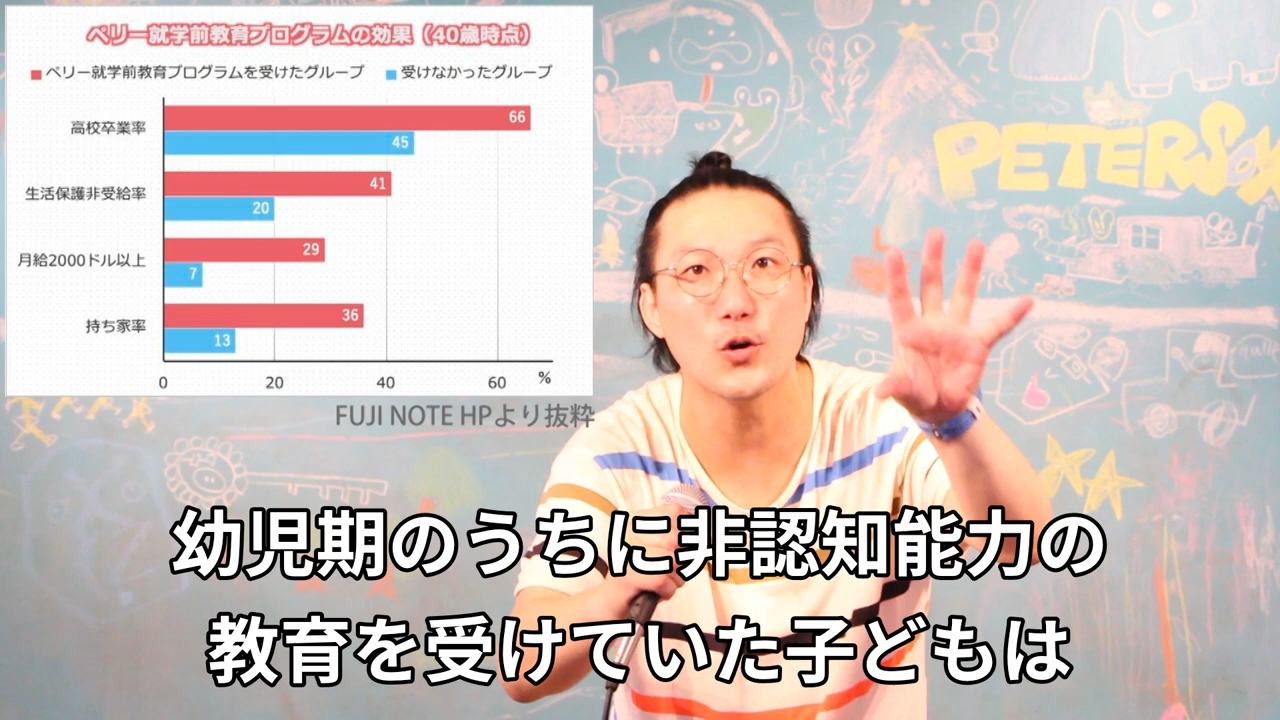 ペリー就学前教育プログラムの効果（40歳時点）
■ペリー就学前教育プログラムを受けたグループ ■受けなかったグループ
高校卒業率
66
45
生活保護非受給率
41
20
月給2000ドル以上
29
7
持ち家率
36
13
0 20 40 60 %
FUJI NOTE HPより抜粋
PETERSOX
幼児期のうちに非認知能力の
教育を受けていた子どもは